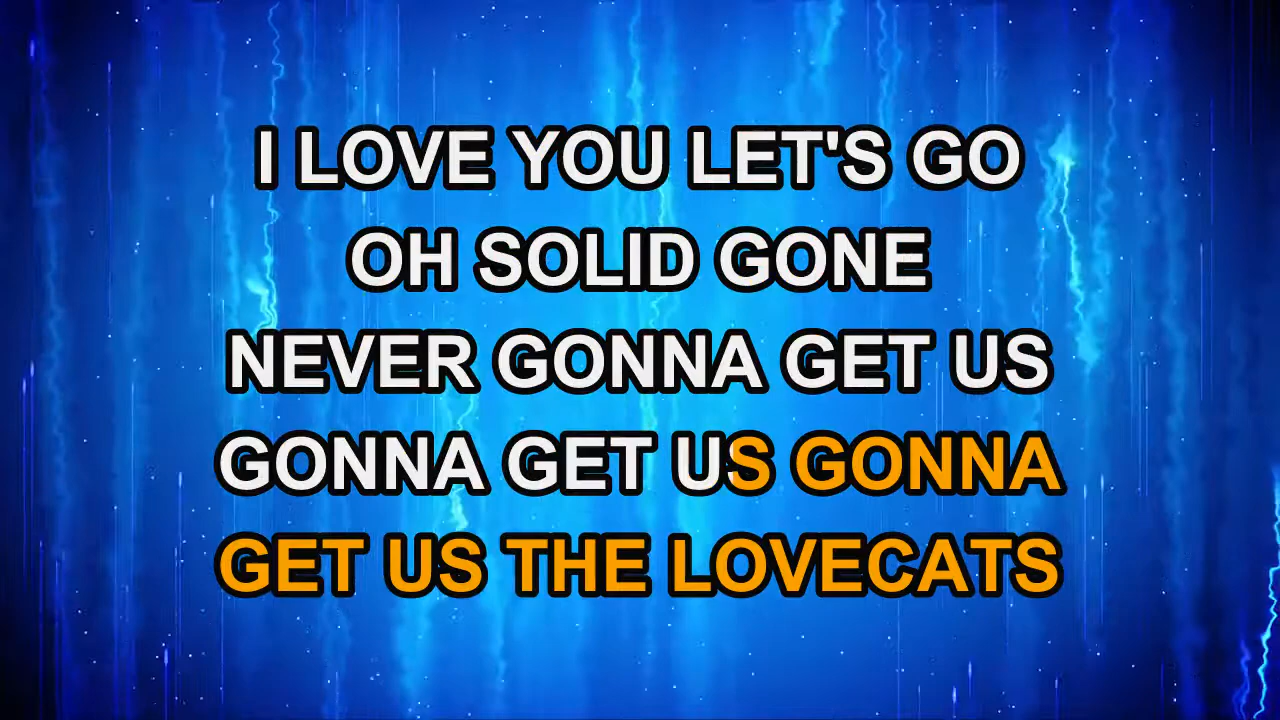 I LOVE YOU LET'S GO
OH SOLID GONE
NEVER GONNA GET US
GONNA GET US GONNA
GET US THE LOVECATS